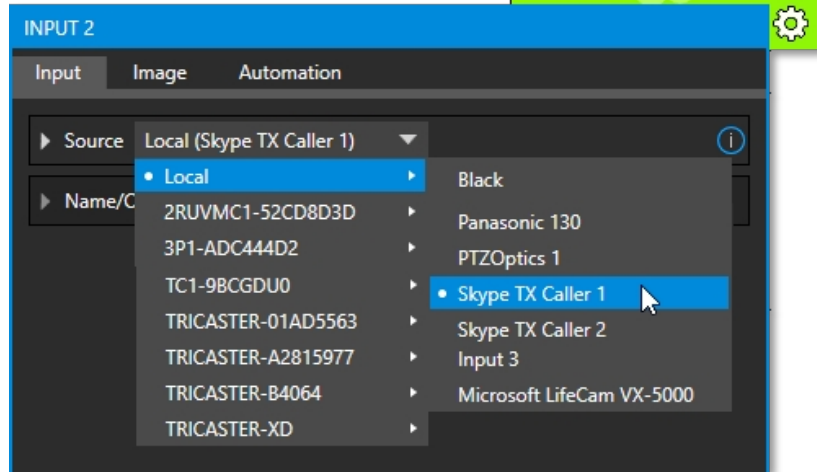 INPUT 2
Input Image Automation
Source Local (Skype TX Caller 1)
Name/C
Local
2RUVMC1-52CD8D3D
3P1-ADC444D2
TC1-9BCGDU0
TRICASTER-01AD5563
TRICASTER-A2815977
TRICASTER-B4064
TRICASTER-XD
Black
Panasonic 130
PTZOptics 1
Skype TX Caller 1
Skype TX Caller 2
Input 3
Microsoft LifeCam VX-5000